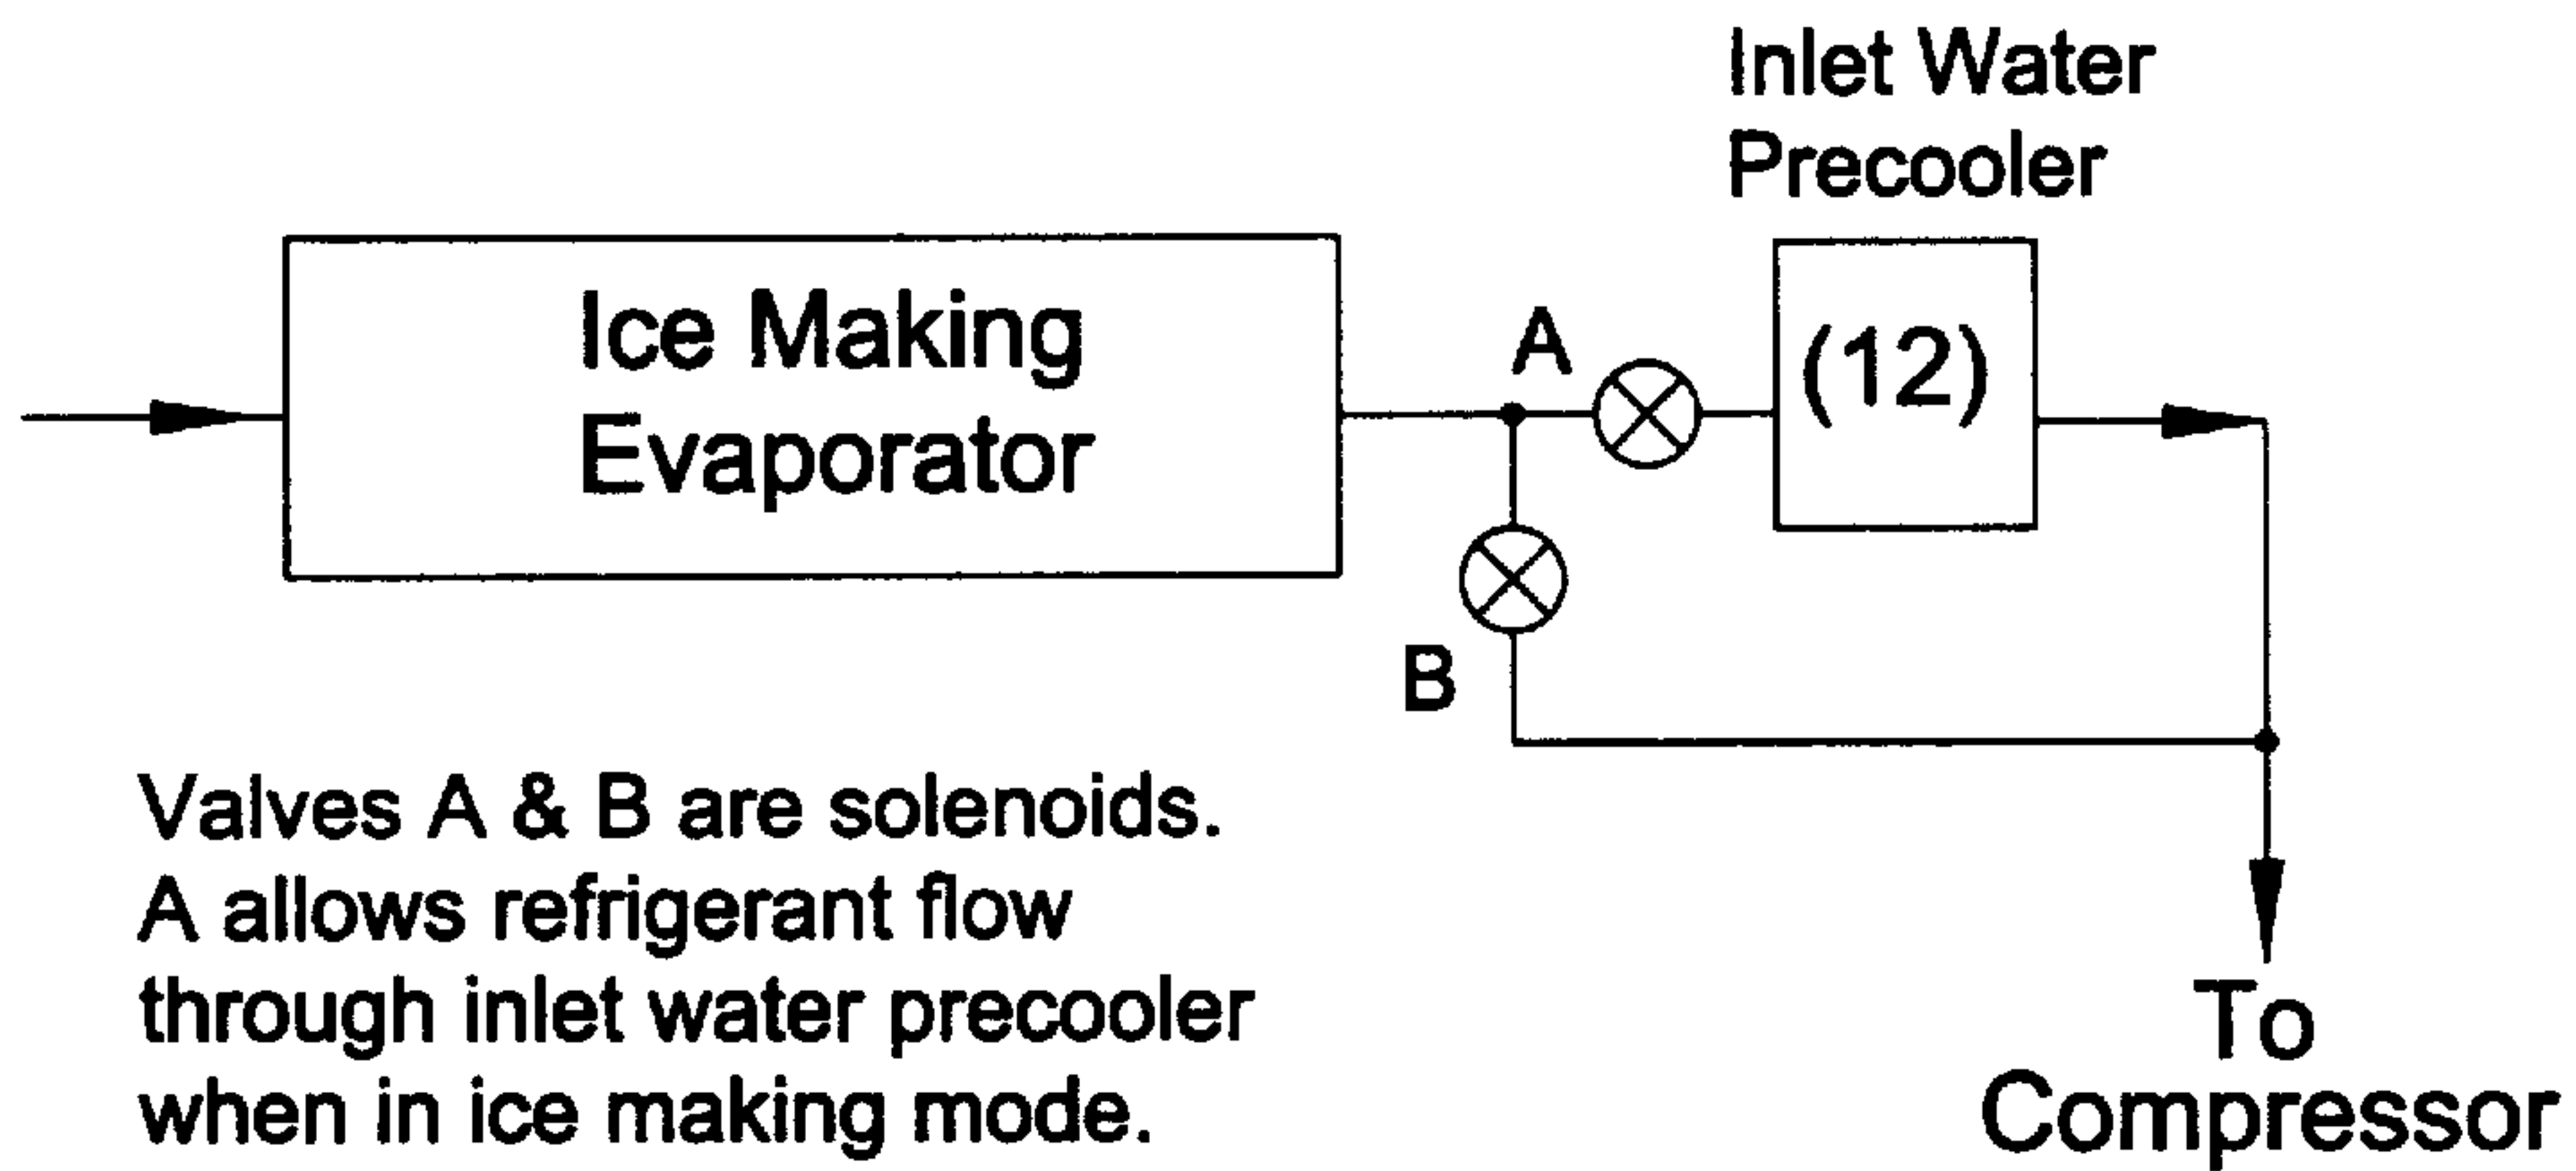 Inlet Water
Precooler
Ice Making
Evaporator
A
(12)
B
Valves A & B are solenoids.
A allows refrigerant flow
through inlet water precooler
when in ice making mode.
To
Compressor